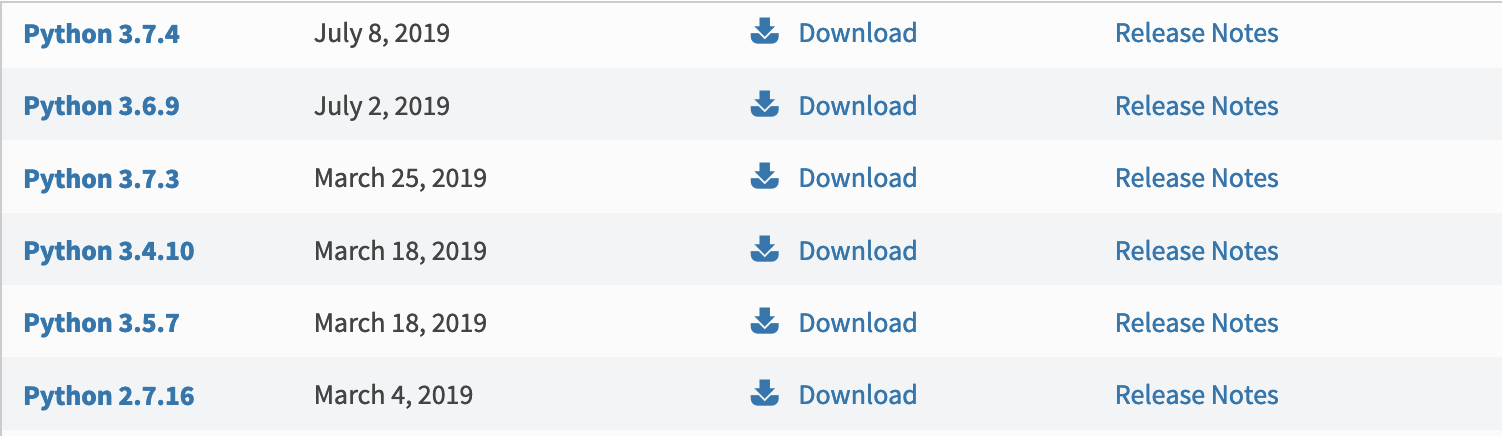 Python 3.7.4 July 8, 2019 Download Release Notes
Python 3.6.9 July 2, 2019 Download Release Notes
Python 3.7.3 March 25, 2019 Download Release Notes
Python 3.4.10 March 18, 2019 Download Release Notes
Python 3.5.7 March 18, 2019 Download Release Notes
Python 2.7.16 March 4, 2019 Download Release Notes